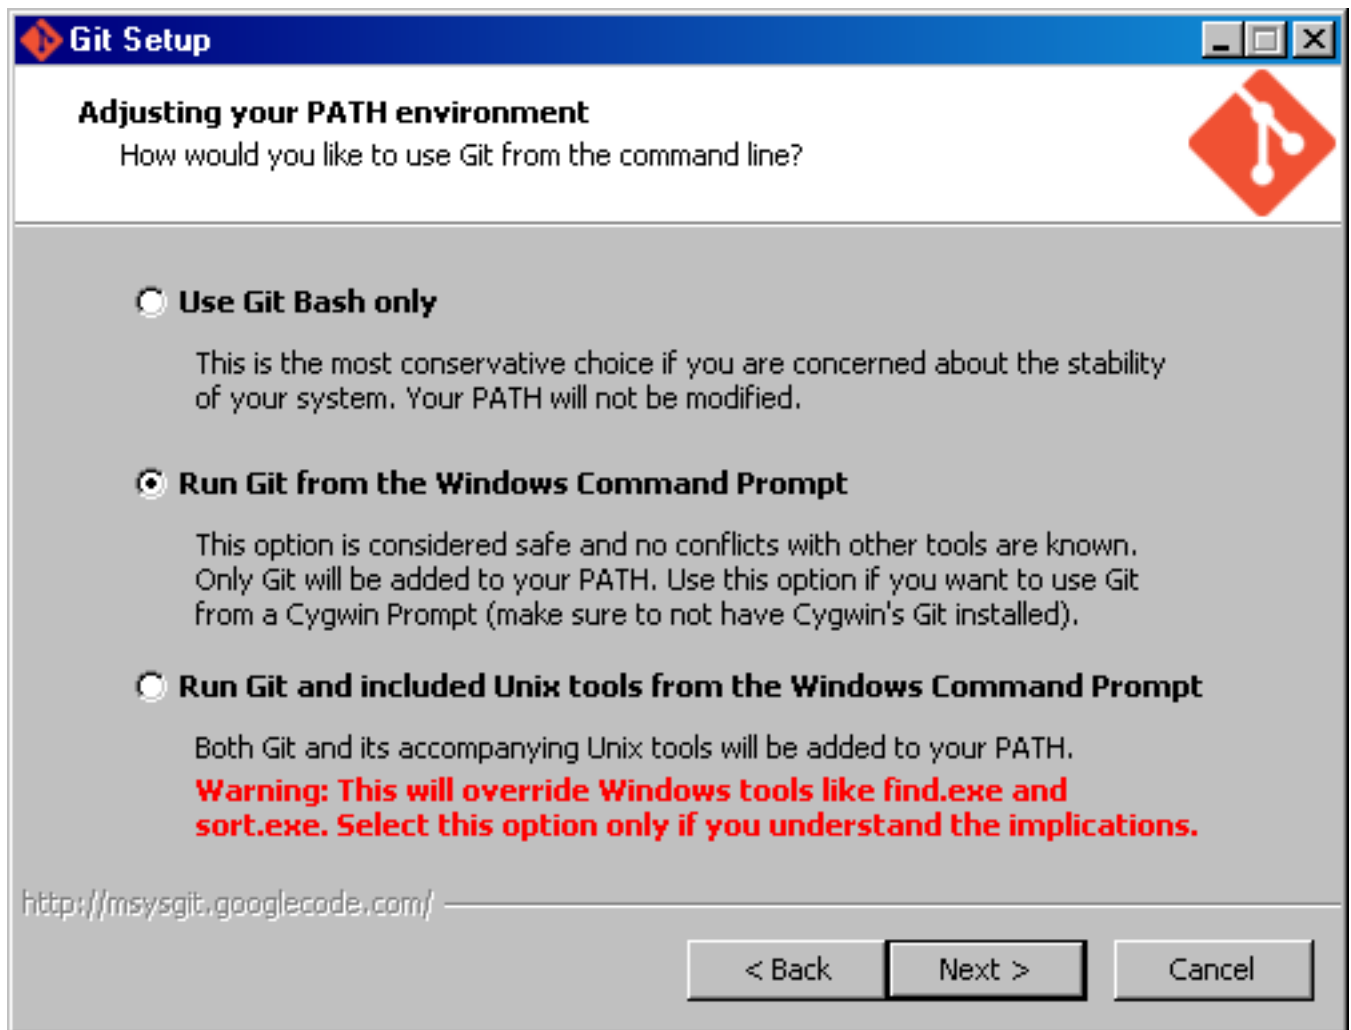 Git Setup
Adjusting your PATH environment
How would you like to use Git from the command line?
Use Git Bash only
This is the most conservative choice if you are concerned about the stability
of your system. Your PATH will not be modified.
Run Git from the Windows Command Prompt
This option is considered safe and no conflicts with other tools are known.
Only Git will be added to your PATH. Use this option if you want to use Git
from a Cygwin Prompt (make sure to not have Cygwin's Git installed).
Run Git and included Unix tools from the Windows Command Prompt
Both Git and its accompanying Unix tools will be added to your PATH.
Warning: This will override Windows tools like find.exe and
sort.exe. Select this option only if you understand the implications.
http://msysgit.googlecode.com/
< Back Next > Cancel